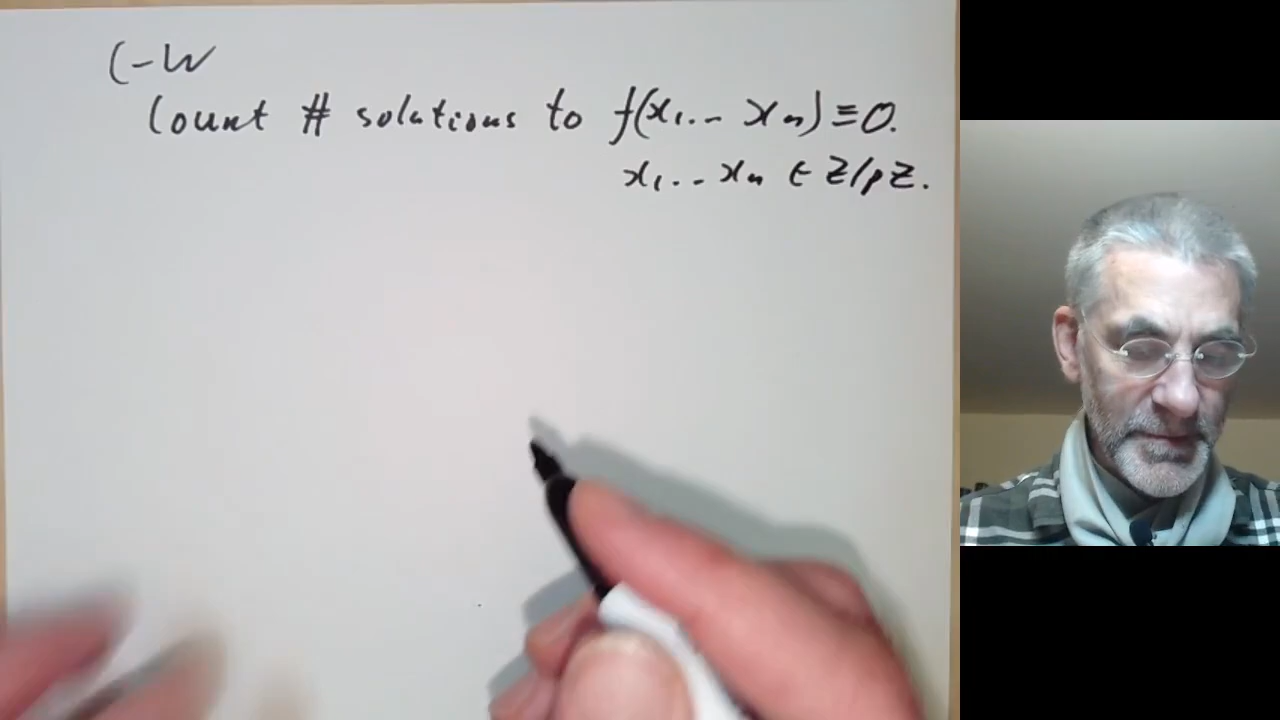 C-W
Count # solutions to f(x₁.. xₙ) ≡ 0.
x₁.. xₙ ∈ Z/pZ.